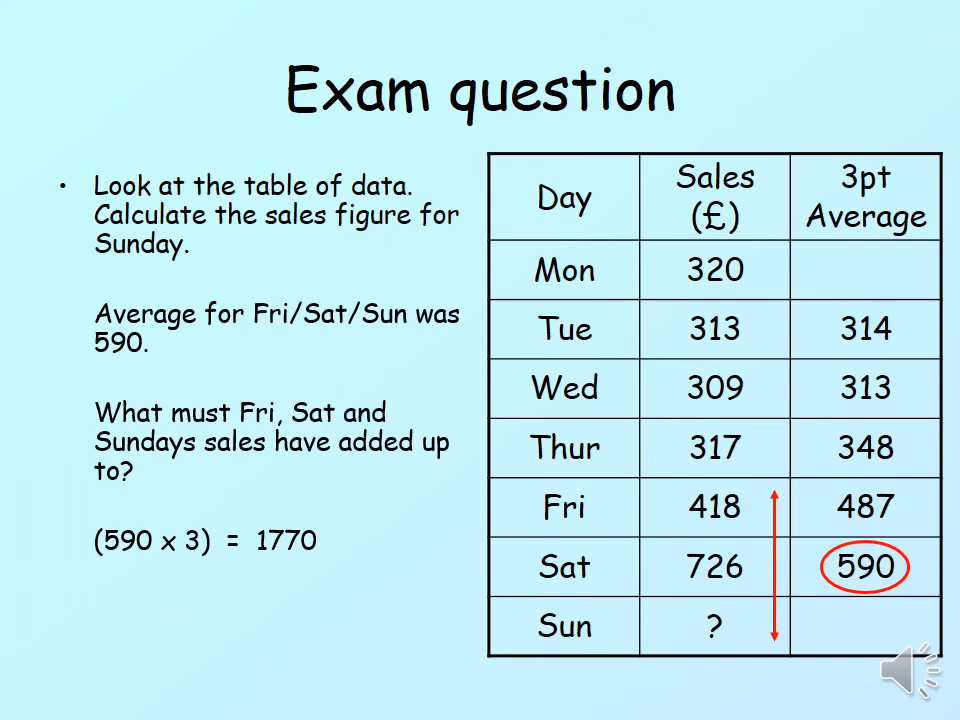 Exam question
• Look at the table of data.
Calculate the sales figure for
Sunday.
Average for Fri/Sat/Sun was
590.
What must Fri, Sat and
Sundays sales have added up
to?
(590 x 3) = 1770
Day Sales (£) 3pt Average
Mon 320
Tue 313 314
Wed 309 313
Thur 317 348
Fri 418 487
Sat 726 590
Sun ?